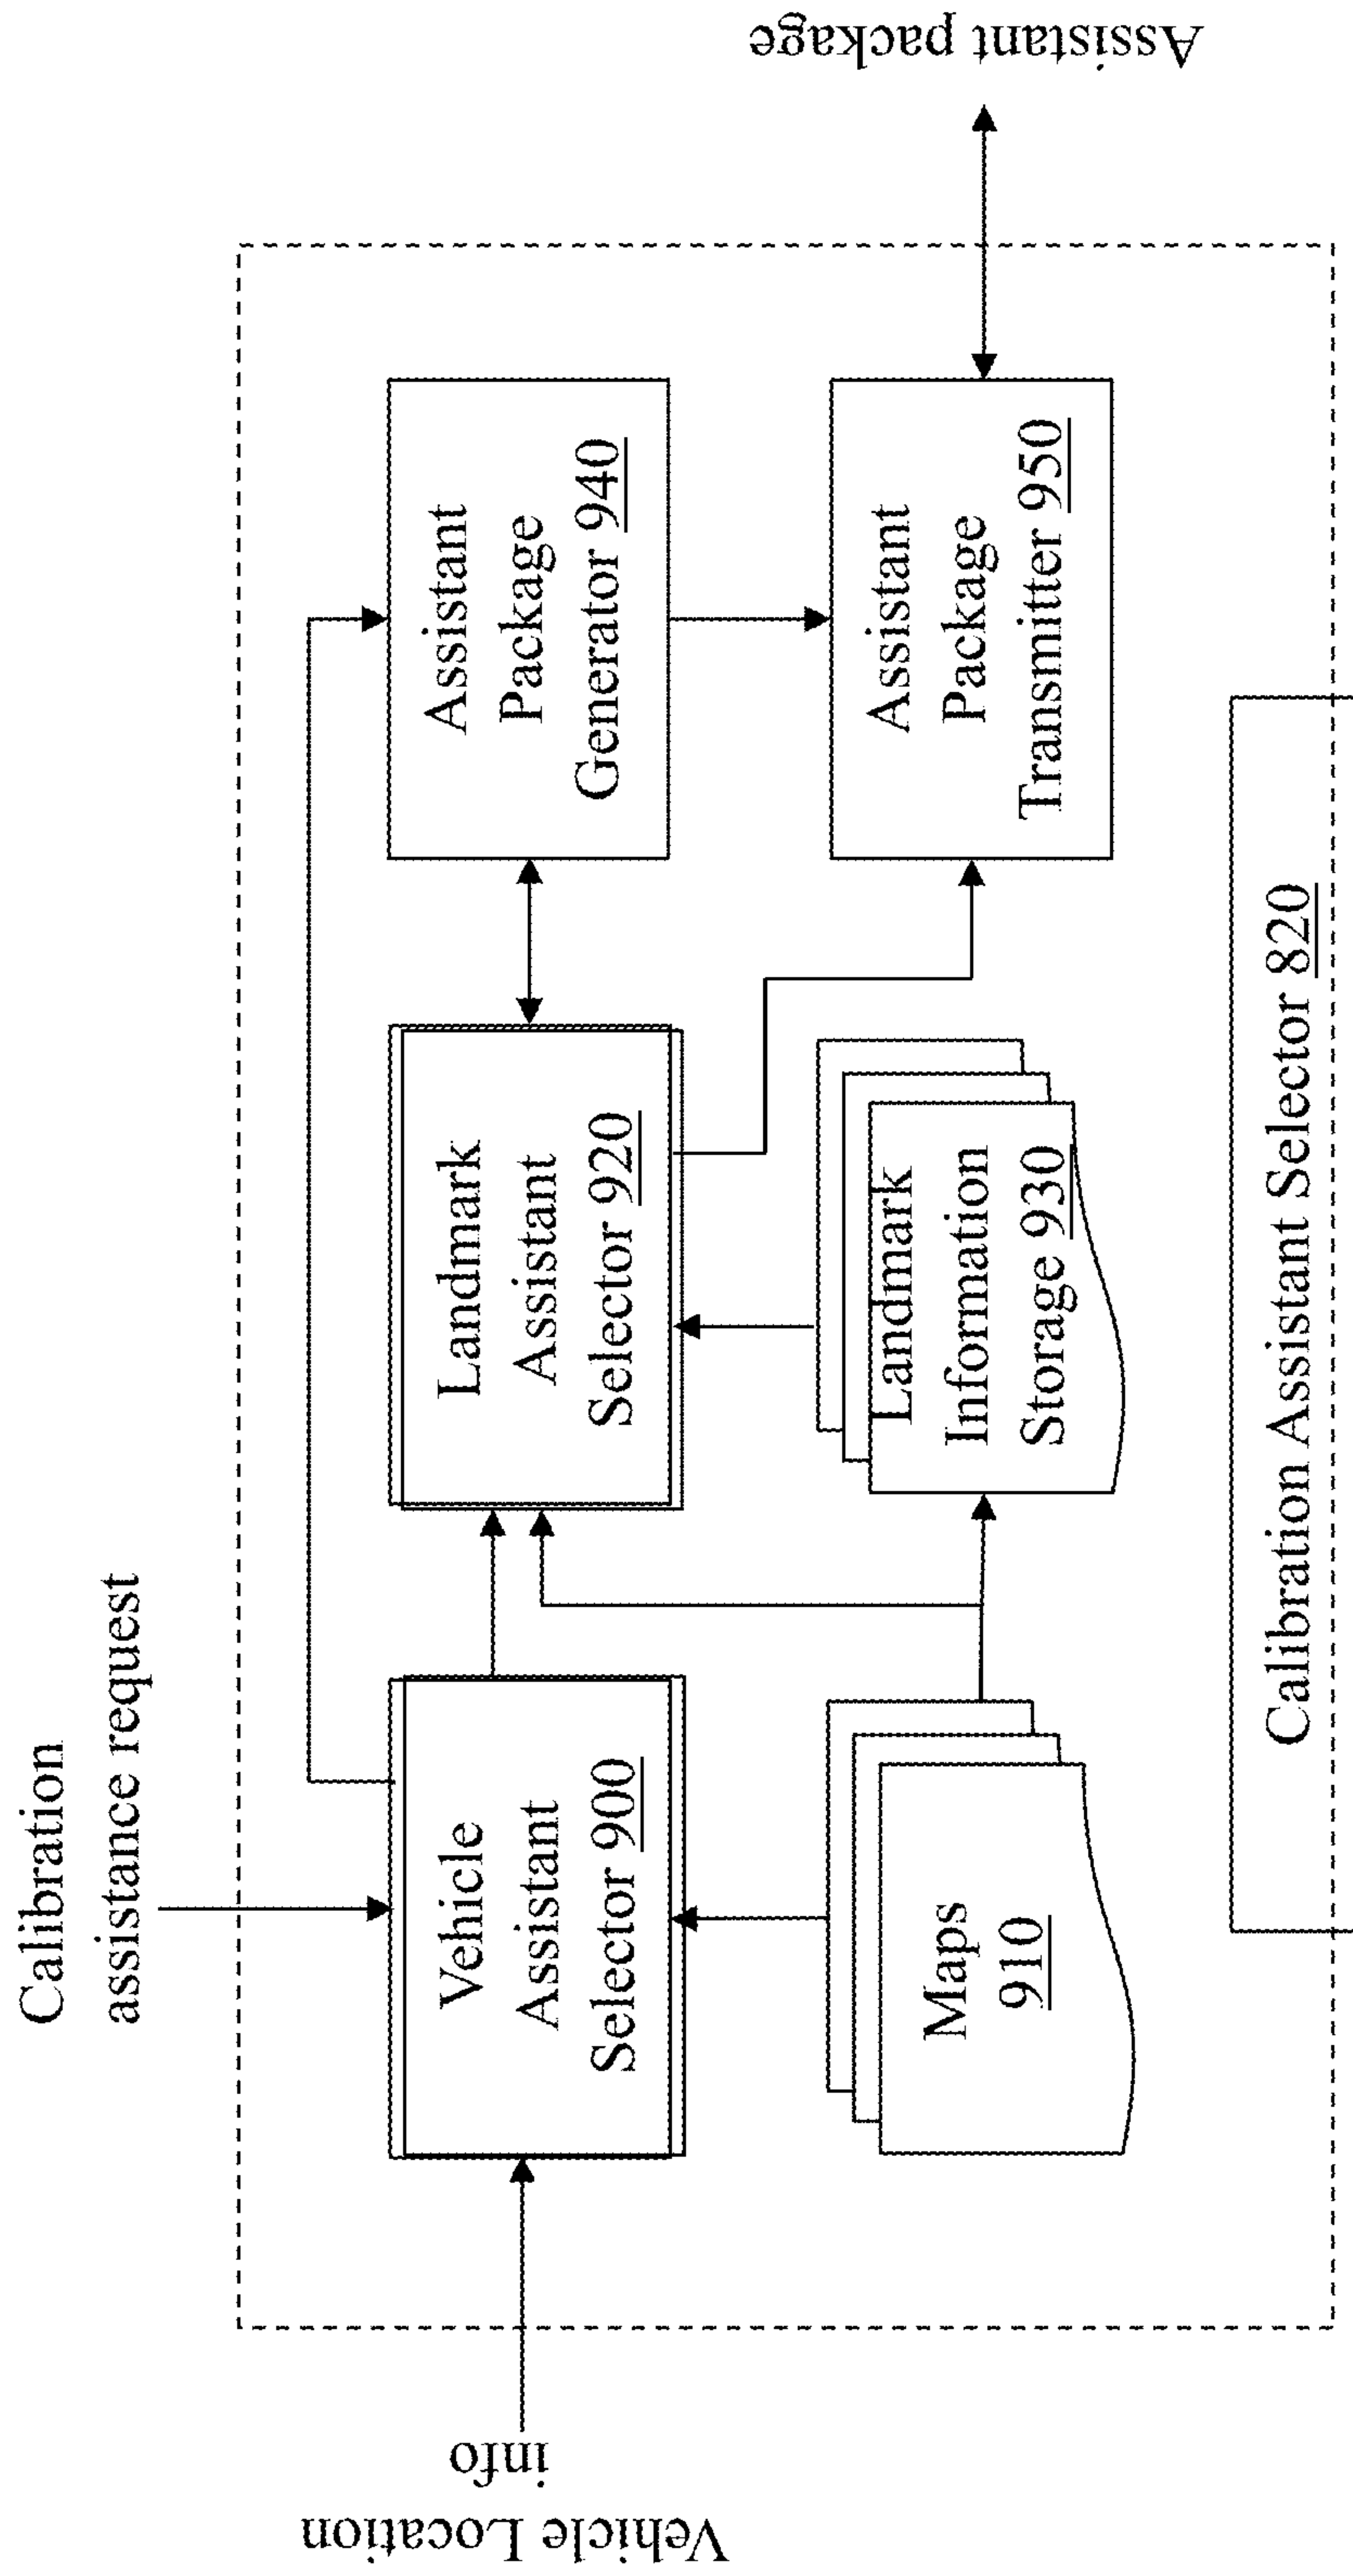 Calibration
assistance request
Vehicle Location
info
Vehicle
Assistant
Selector 900
Landmark
Assistant
Selector 920
Assistant
Package
Generator 940
Maps
910
Landmark
Information
Storage 930
Assistant
Package
Transmitter 950
Assistant package
Calibration Assistant Selector 820